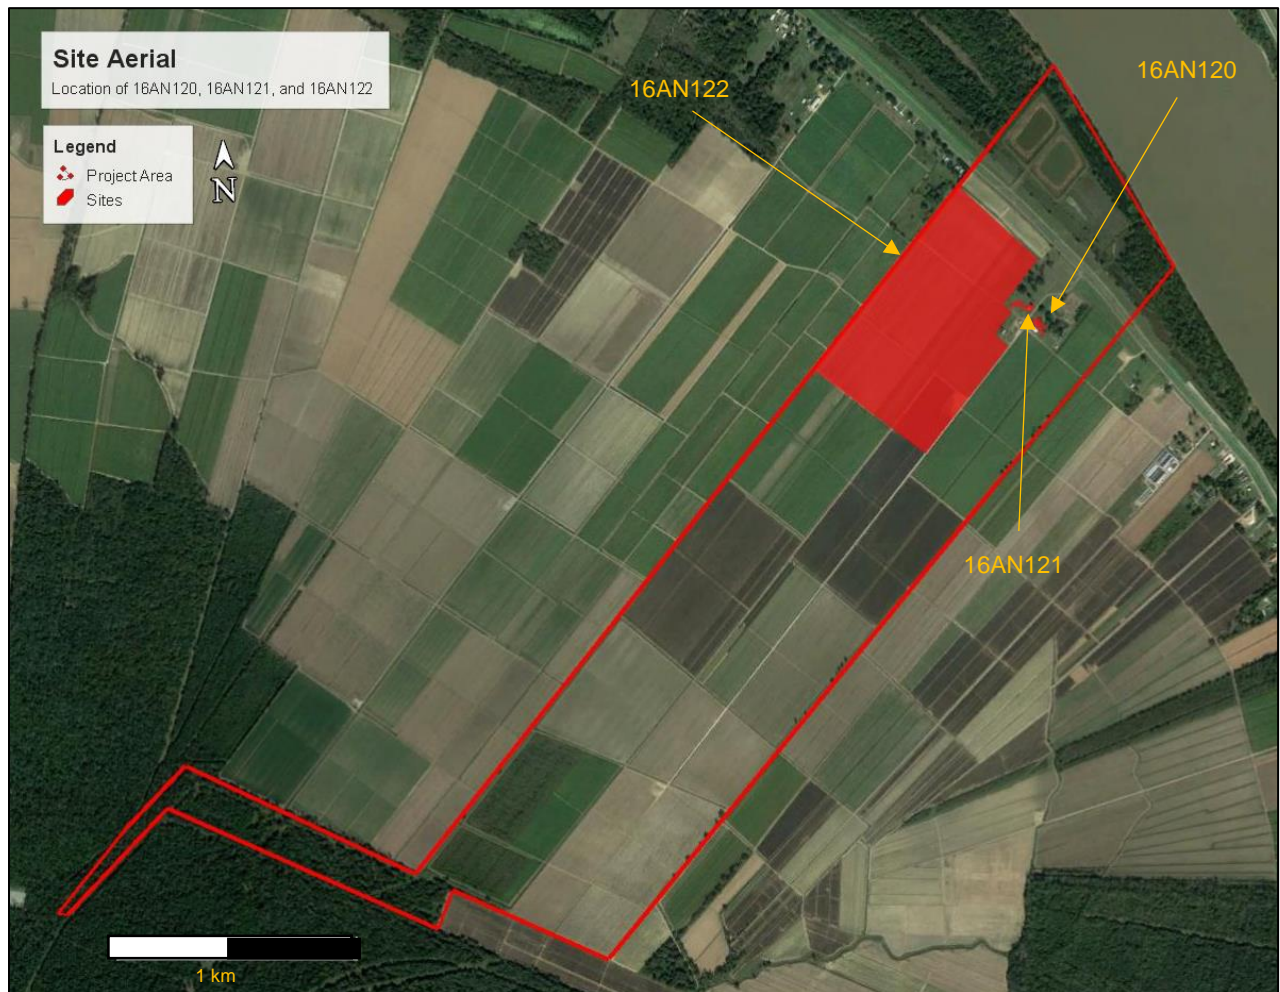 Site Aerial
Location of 16AN120, 16AN121, and 16AN122
Legend
Project Area
Sites
N
16AN122
16AN120
16AN121
1 km